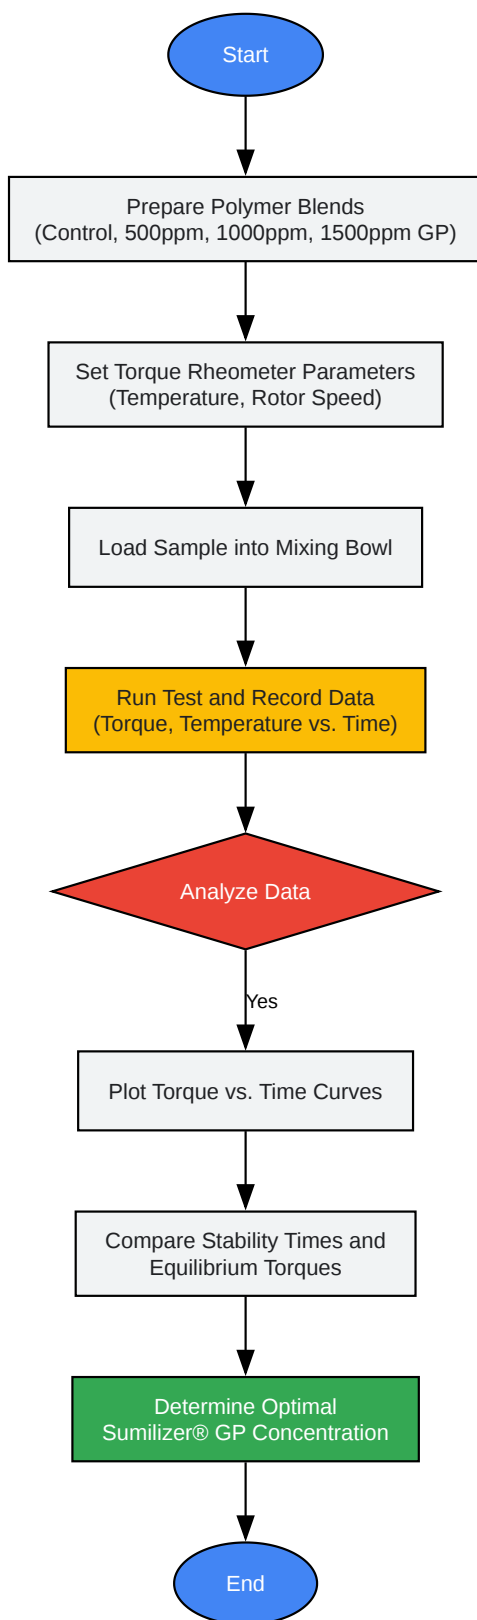 Start
Prepare Polymer Blends
(Control, 500ppm, 1000ppm, 1500ppm GP)
Set Torque Rheometer Parameters
(Temperature, Rotor Speed)
Load Sample into Mixing Bowl
Run Test and Record Data
(Torque, Temperature vs. Time)
Analyze Data
Yes
Plot Torque vs. Time Curves
Compare Stability Times and
Equilibrium Torques
Determine Optimal
Sumilizer® GP Concentration
End